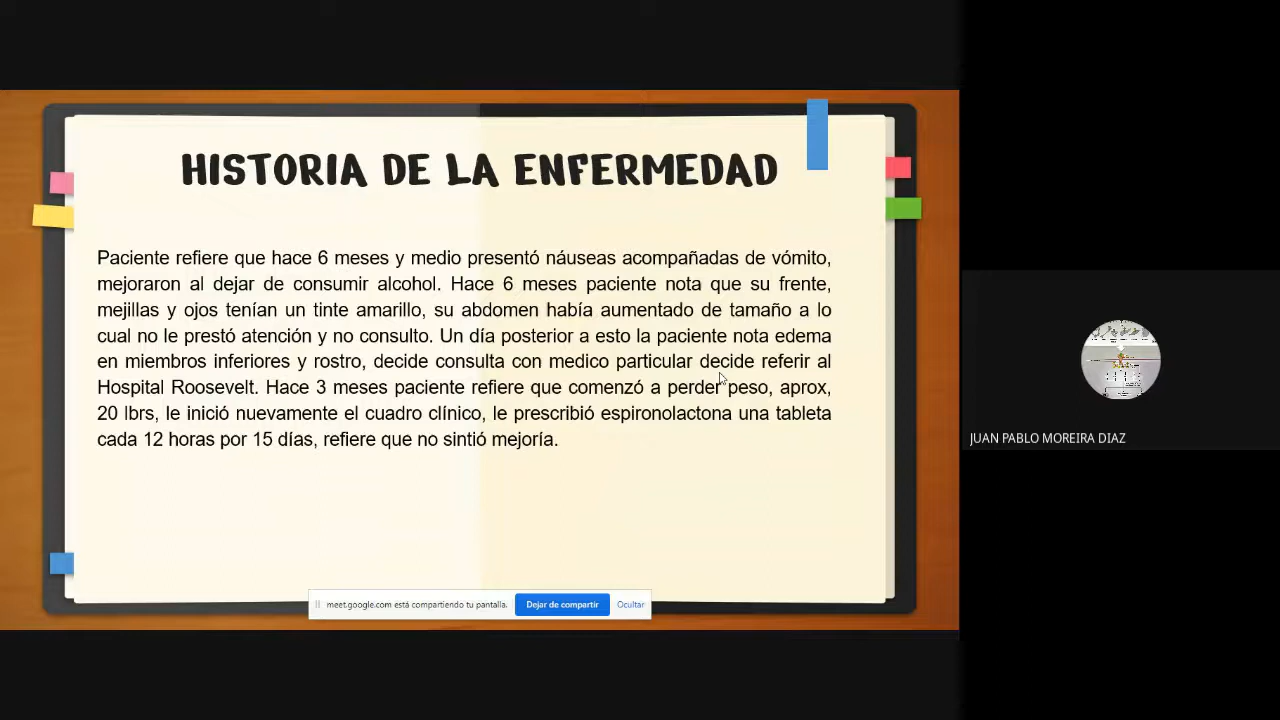 HISTORIA DE LA ENFERMEDAD
Paciente refiere que hace 6 meses y medio presentó náuseas acompañadas de vómito,
mejoraron al dejar de consumir alcohol. Hace 6 meses paciente nota que su frente,
mejillas y ojos tenían un tinte amarillo, su abdomen había aumentado de tamaño a lo
cual no le prestó atención y no consulto. Un día posterior a esto la paciente nota edema
en miembros inferiores y rostro, decide consulta con medico particular decide referir al
Hospital Roosevelt. Hace 3 meses paciente refiere que comenzó a perder peso, aprox,
20 lbrs, le inició nuevamente el cuadro clínico, le prescribió espironolactona una tableta
cada 12 horas por 15 días, refiere que no sintió mejoría.
JUAN PABLO MOREIRA DIAZ
meet.google.com está compartiendo tu pantalla. Dejar de compartir Ocultar